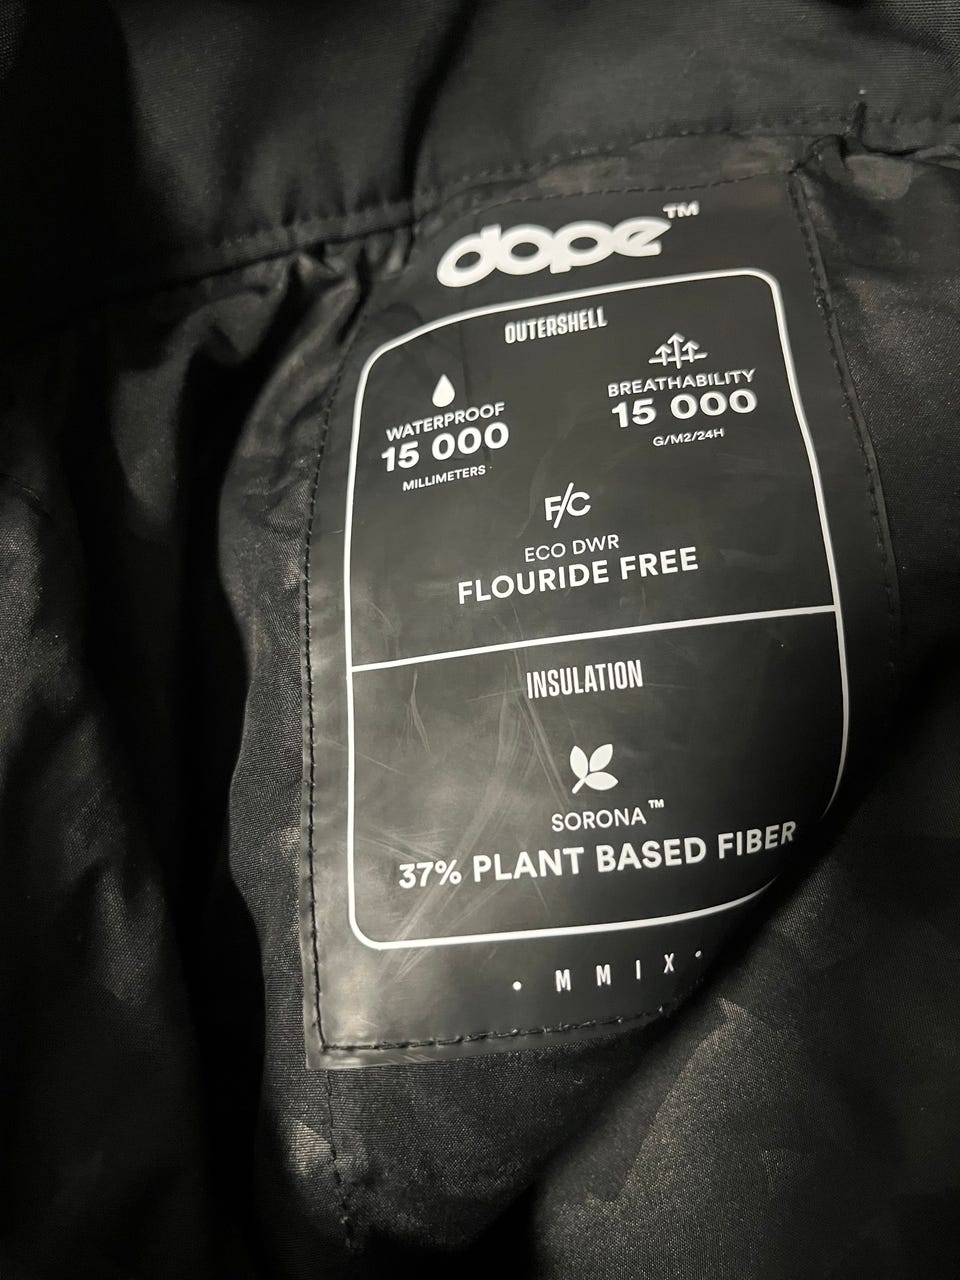 dope™
OUTERSHELL
WATERPROOF
15 000
MILLIMETERS
BREATHABILITY
15 000
G/M2/24H
F/C
ECO DWR
FLOURIDE FREE
INSULATION
SORONA™
37% PLANT BASED FIBER
• M M I X •